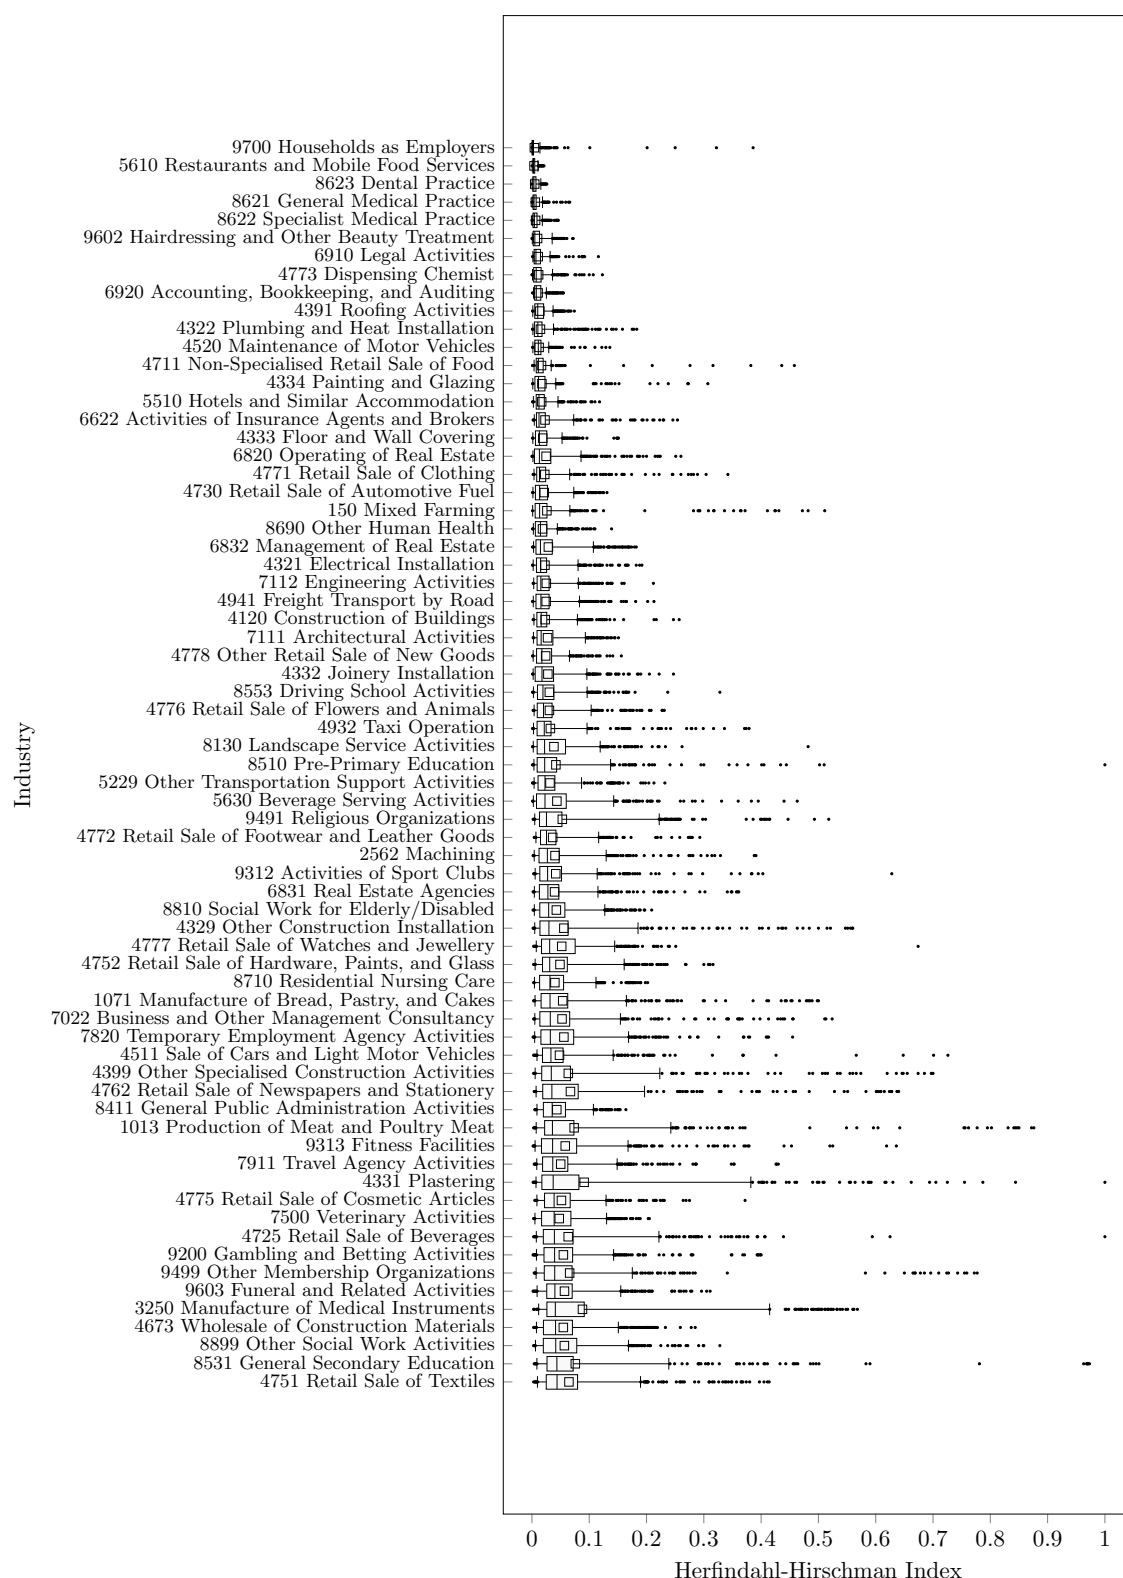 9700 Households as Employers
5610 Restaurants and Mobile Food Services
8623 Dental Practice
8621 General Medical Practice
8622 Specialist Medical Practice
9602 Hairdressing and Other Beauty Treatment
6910 Legal Activities
4773 Dispensing Chemist
6920 Accounting, Bookkeeping, and Auditing
4391 Roofing Activities
4322 Plumbing and Heat Installation
4520 Maintenance of Motor Vehicles
4711 Non-Specialised Retail Sale of Food
4334 Painting and Glazing
5510 Hotels and Similar Accommodation
6622 Activities of Insurance Agents and Brokers
4333 Floor and Wall Covering
6820 Operating of Real Estate
4771 Retail Sale of Clothing
4730 Retail Sale of Automotive Fuel
150 Mixed Farming
8690 Other Human Health
6832 Management of Real Estate
4321 Electrical Installation
7112 Engineering Activities
4941 Freight Transport by Road
4120 Construction of Buildings
7111 Architectural Activities
4778 Other Retail Sale of New Goods
4332 Joinery Installation
8553 Driving School Activities
4776 Retail Sale of Flowers and Animals
4932 Taxi Operation
8130 Landscape Service Activities
8510 Pre-Primary Education
5229 Other Transportation Support Activities
5630 Beverage Serving Activities
9491 Religious Organizations
4772 Retail Sale of Footwear and Leather Goods
2562 Machining
9312 Activities of Sport Clubs
6831 Real Estate Agencies
8810 Social Work for Elderly/Disabled
4329 Other Construction Installation
4777 Retail Sale of Watches and Jewellery
4752 Retail Sale of Hardware, Paints, and Glass
8710 Residential Nursing Care
1071 Manufacture of Bread, Pastry, and Cakes
7022 Business and Other Management Consultancy
7820 Temporary Employment Agency Activities
4511 Sale of Cars and Light Motor Vehicles
4399 Other Specialised Construction Activities
4762 Retail Sale of Newspapers and Stationery
8411 General Public Administration Activities
1013 Production of Meat and Poultry Meat
9313 Fitness Facilities
7911 Travel Agency Activities
4331 Plastering
4775 Retail Sale of Cosmetic Articles
7500 Veterinary Activities
4725 Retail Sale of Beverages
9200 Gambling and Betting Activities
9499 Other Membership Organizations
9603 Funeral and Related Activities
3250 Manufacture of Medical Instruments
4673 Wholesale of Construction Materials
8899 Other Social Work Activities
8531 General Secondary Education
4751 Retail Sale of Textiles
Industry
0 0.1 0.2 0.3 0.4 0.5 0.6 0.7 0.8 0.9 1
Herfindahl-Hirschman Index